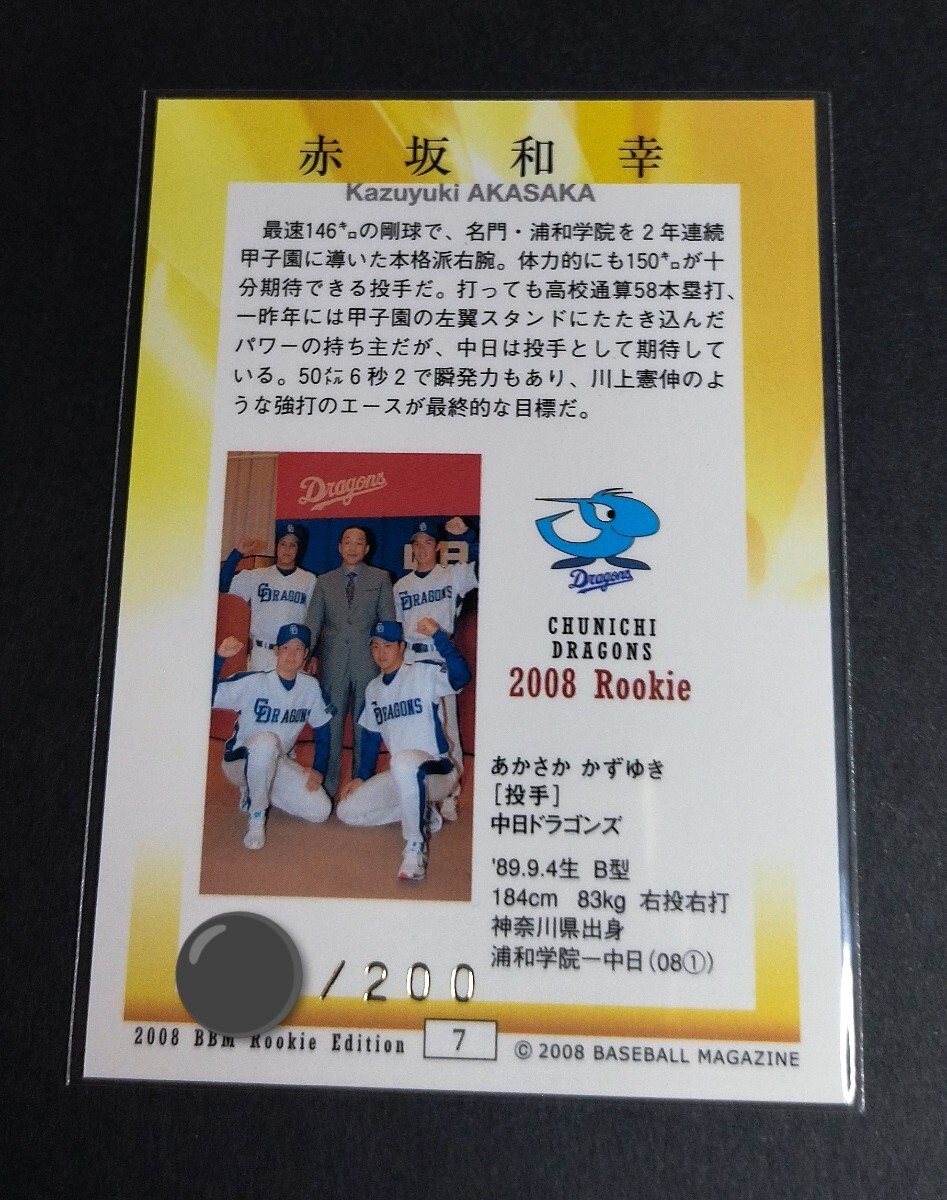 赤坂和幸
Kazuyuki AKASAKA
最速146㌔の剛球で、名門・浦和学院を2年連続
甲子園に導いた本格派右腕。体力的にも150㌔が十
分期待できる投手だ。打っても高校通算58本塁打、
一昨年には甲子園の左翼スタンドにたたき込んだ
パワーの持ち主だが、中日は投手として期待して
いる。50㍍6秒2で瞬発力もあり、川上憲伸のよ
うな強打のエースが最終的な目標だ。
Dragons
DRAGONS
DRAGONS
DRAGONS
DRAGONS
Dragons
CHUNICHI
DRAGONS
2008 Rookie
あかさか かずゆき
[投手]
中日ドラゴンズ
'89.9.4生 B型
184cm 83kg 右投右打
神奈川県出身
浦和学院―中日(08①)
/200
2008 BBM Rookie Edition
7
© 2008 BASEBALL MAGAZINE